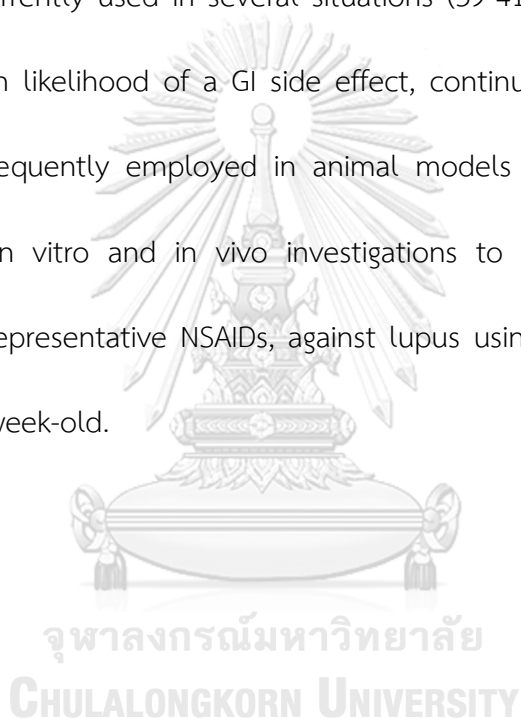 rrently used in several situations (39-41
n likelihood of a GI side effect, continu
equently employed in animal models
n vitro and in vivo investigations to
epresentative NSAIDs, against lupus usin
week-old.
จุฬาลงกรณ์มหาวิทยาลัย
CHULALONGKORN UNIVERSITY